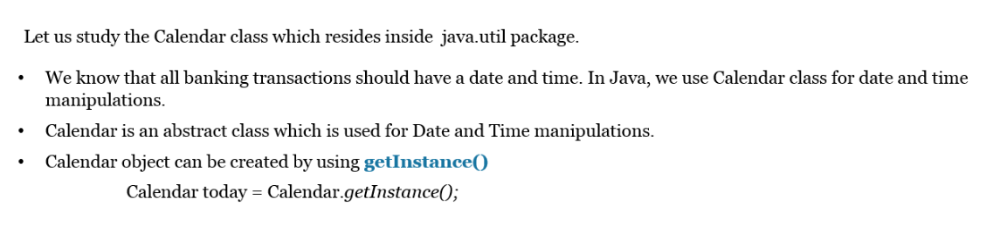 Let us study the Calendar class which resides inside  java.util package.
• We know that all banking transactions should have a date and time. In Java, we use Calendar class for date and time
manipulations.
• Calendar is an abstract class which is used for Date and Time manipulations.
• Calendar object can be created by using getInstance()
Calendar today = Calendar.getInstance();